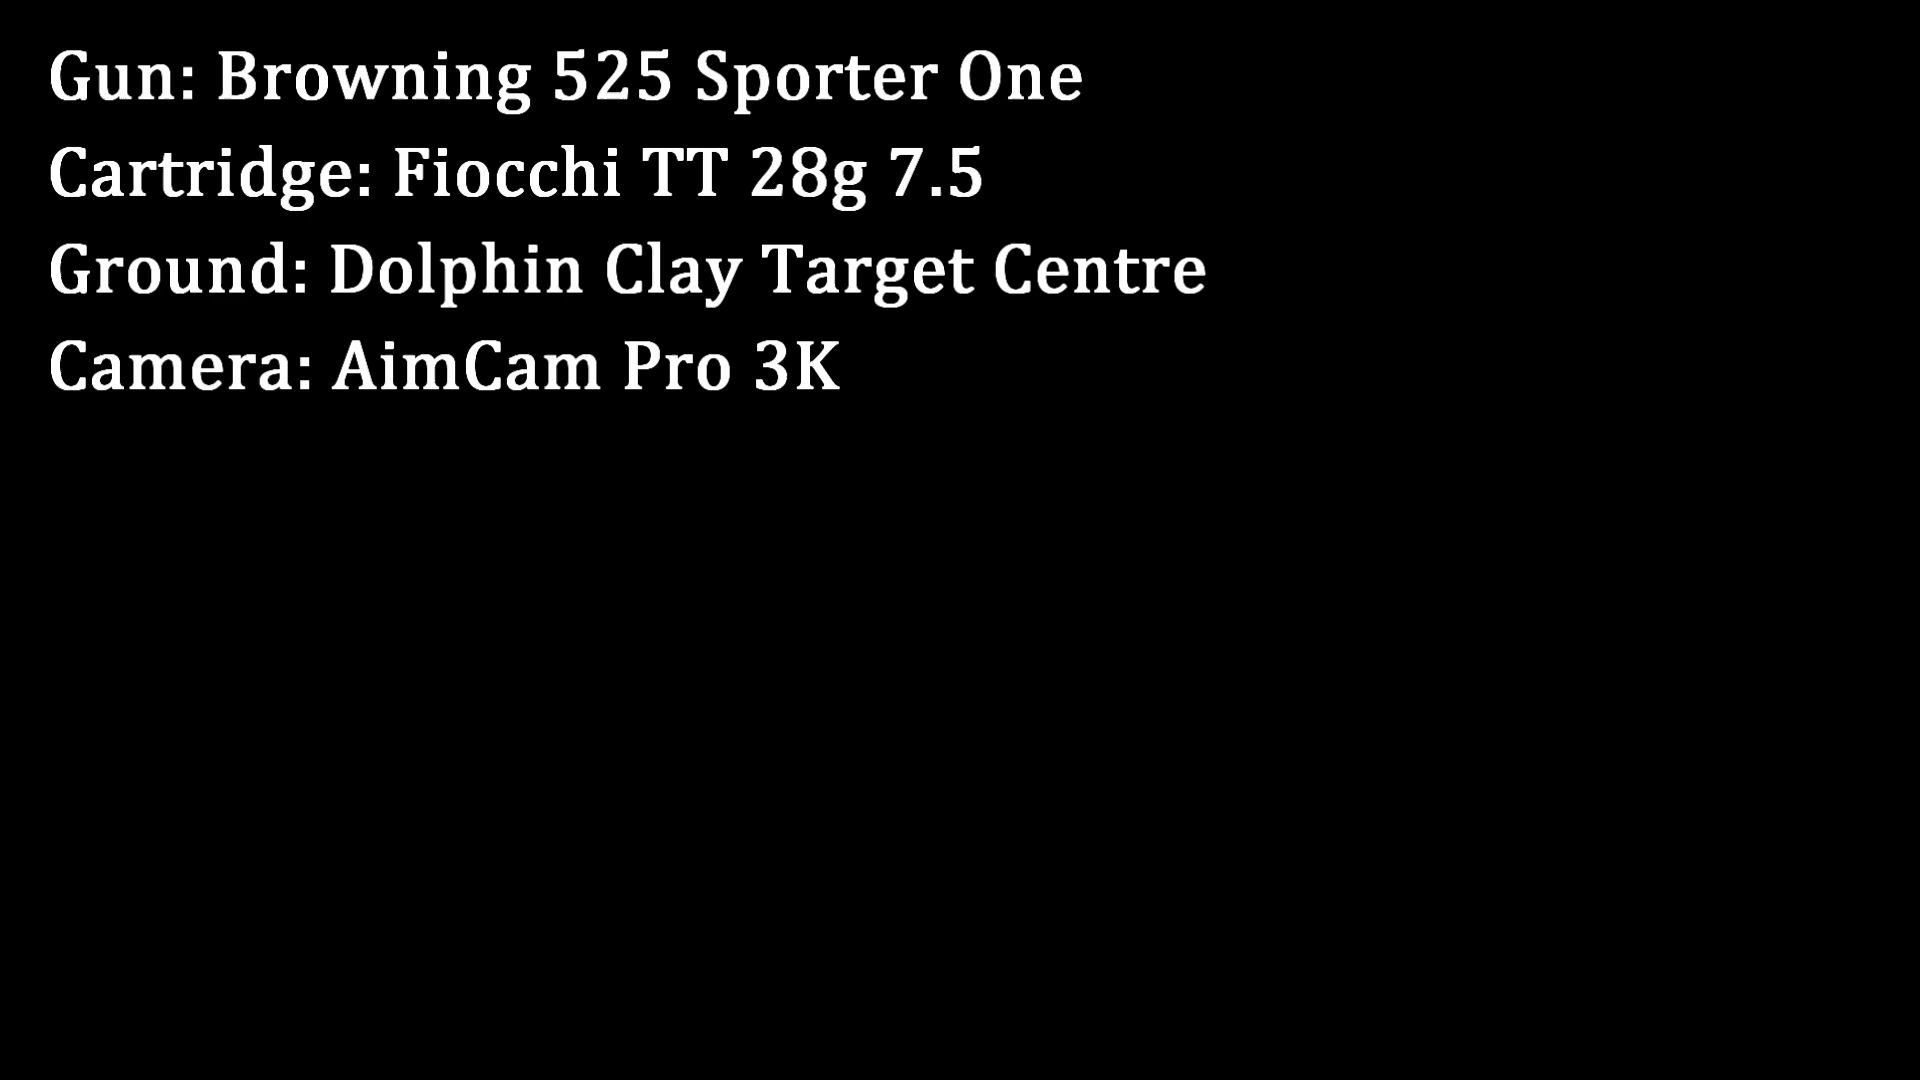 Gun: Browning 525 Sporter One
Cartridge: Fiocchi TT 28g 7.5
Ground: Dolphin Clay Target Centre
Camera: AimCam Pro 3K